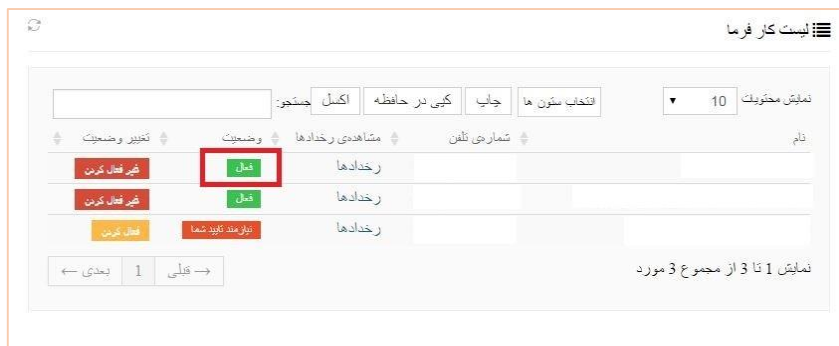 لیست کار فرما
نمایش محتویات 10 انتخاب ستون ها چاپ کپی در حافظه اکسل جستجو:
نام شماره‌ی تلفن مشاهده‌ی رخدادها وضعیت تغییر وضعیت
رخدادها فعال غیر فعال کردن
رخدادها فعال غیر فعال کردن
رخدادها نیازمند تایید شما فعال کردن
نمایش 1 تا 3 از مجموع 3 مورد
→ قبلی 1 بعدی ←